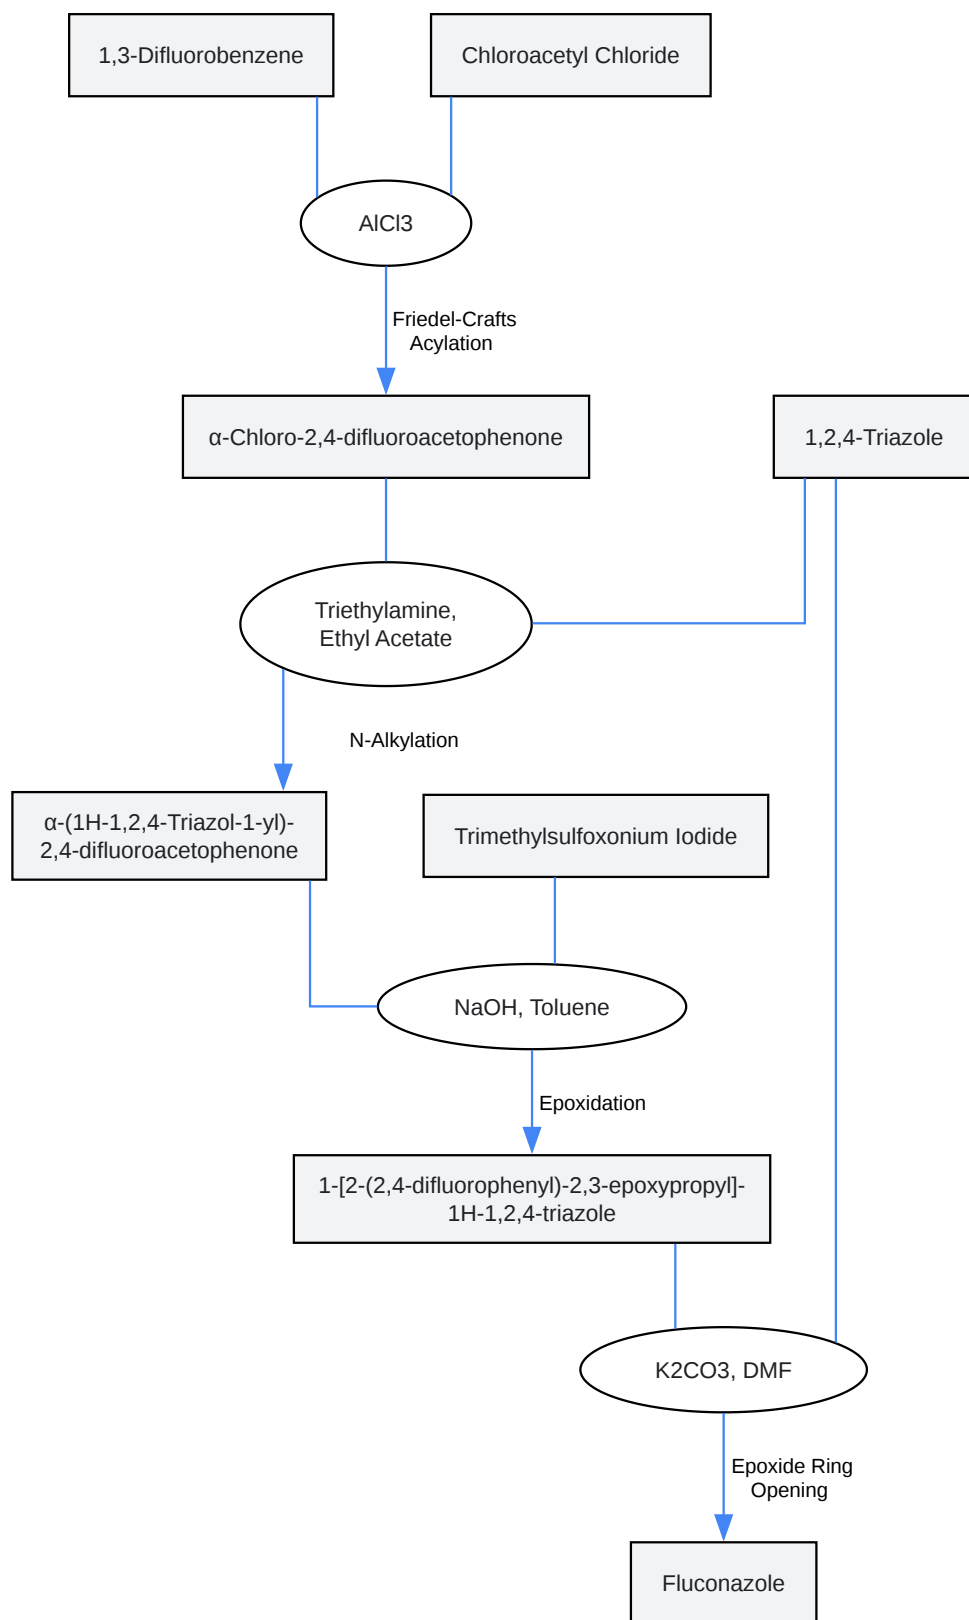 1,3-Difluorobenzene
Chloroacetyl Chloride
AlCl3
Friedel-Crafts
Acylation
α-Chloro-2,4-difluoroacetophenone
1,2,4-Triazole
Triethylamine,
Ethyl Acetate
N-Alkylation
α-(1H-1,2,4-Triazol-1-yl)-
2,4-difluoroacetophenone
Trimethylsulfoxonium Iodide
NaOH, Toluene
Epoxidation
1-[2-(2,4-difluorophenyl)-2,3-epoxypropyl]-
1H-1,2,4-triazole
K2CO3, DMF
Epoxide Ring
Opening
Fluconazole